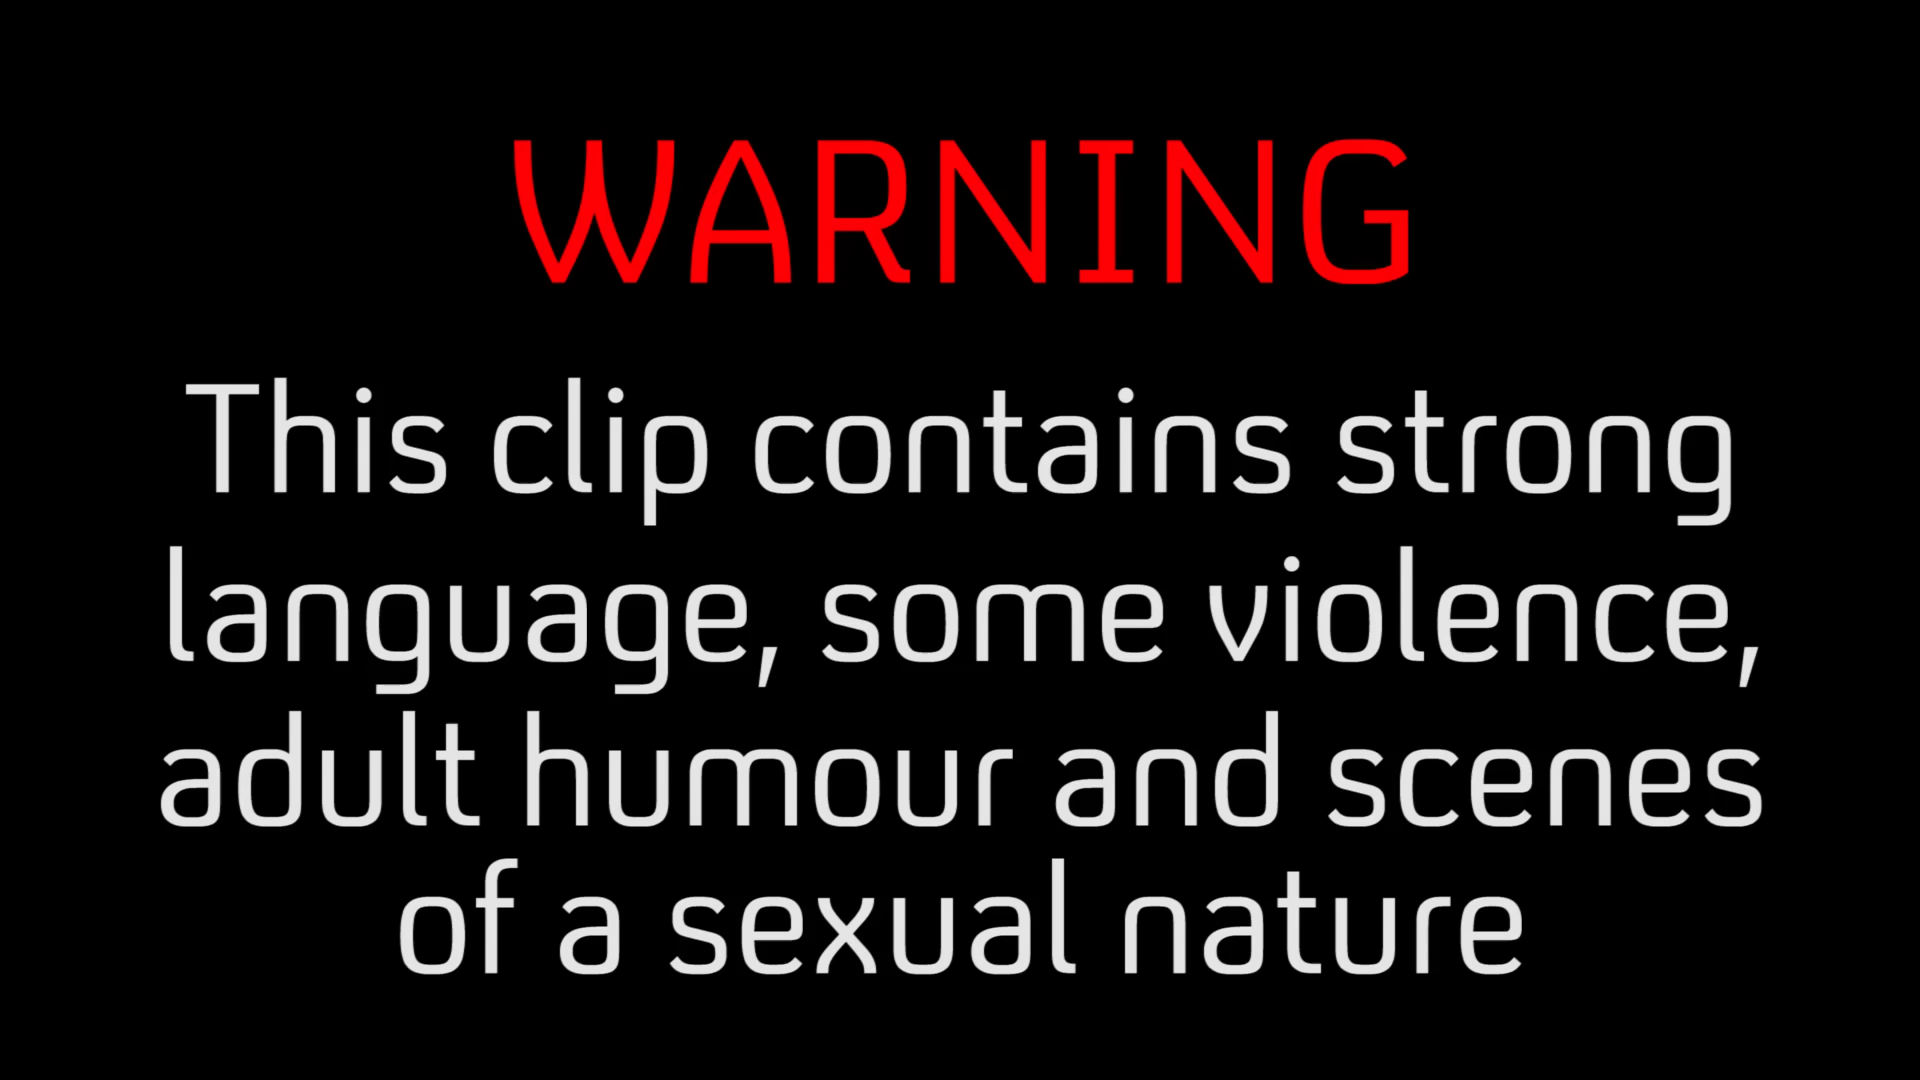 WARNING
This clip contains strong
language, some violence,
adult humour and scenes
of a sexual nature